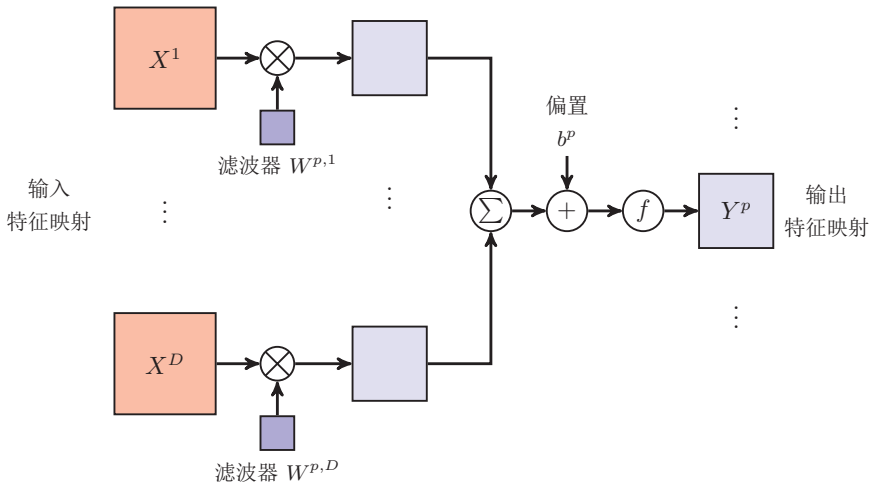 X^1
滤波器 W^{p,1}
⋮
偏置
b^p
⋮
输入
特征映射
⋮
∑
+
f
Y^p
输出
特征映射
⋮
X^D
滤波器 W^{p,D}